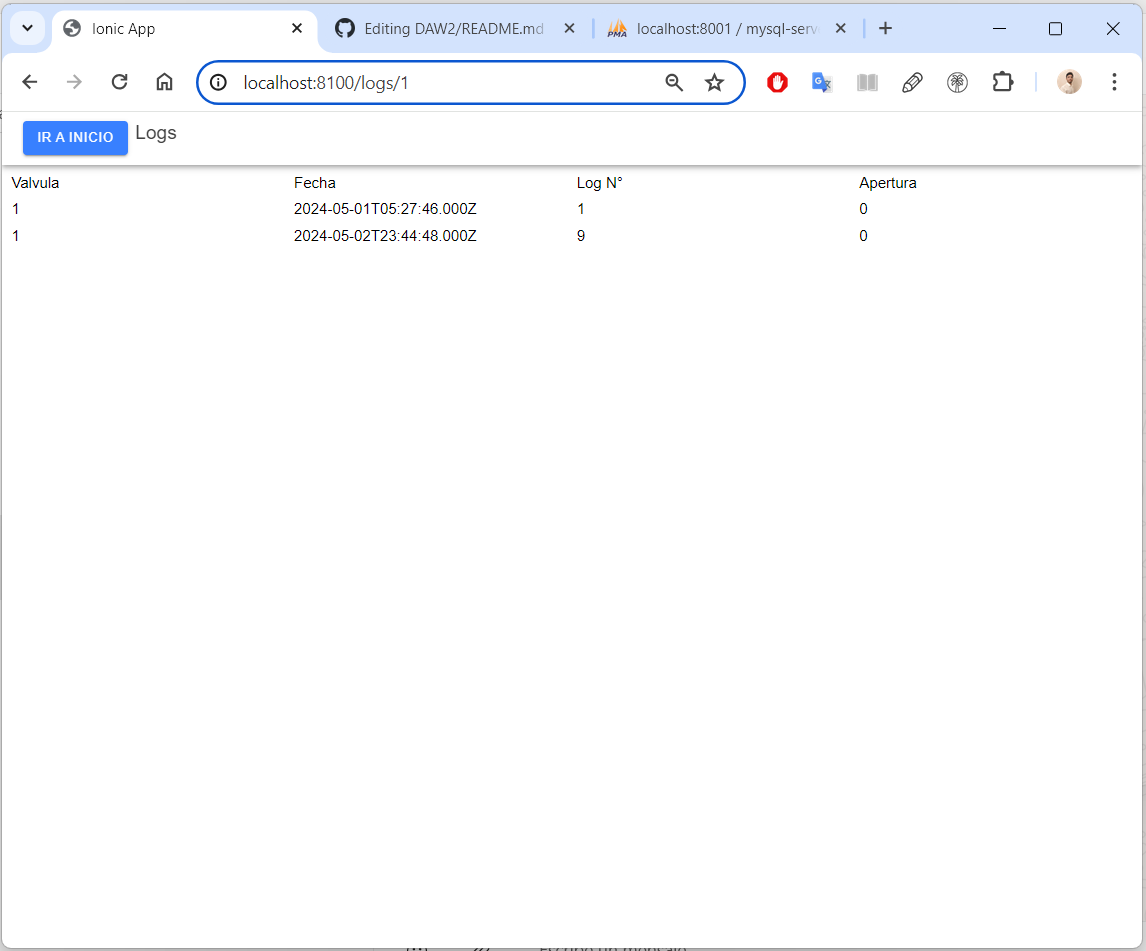 Ionic App
Editing DAW2/README.md
PMA
localhost:8001 / mysql-serv
localhost:8100/logs/1
IR A INICIO
Logs
Valvula Fecha Log N° Apertura
1 2024-05-01T05:27:46.000Z 1 0
1 2024-05-02T23:44:48.000Z 9 0